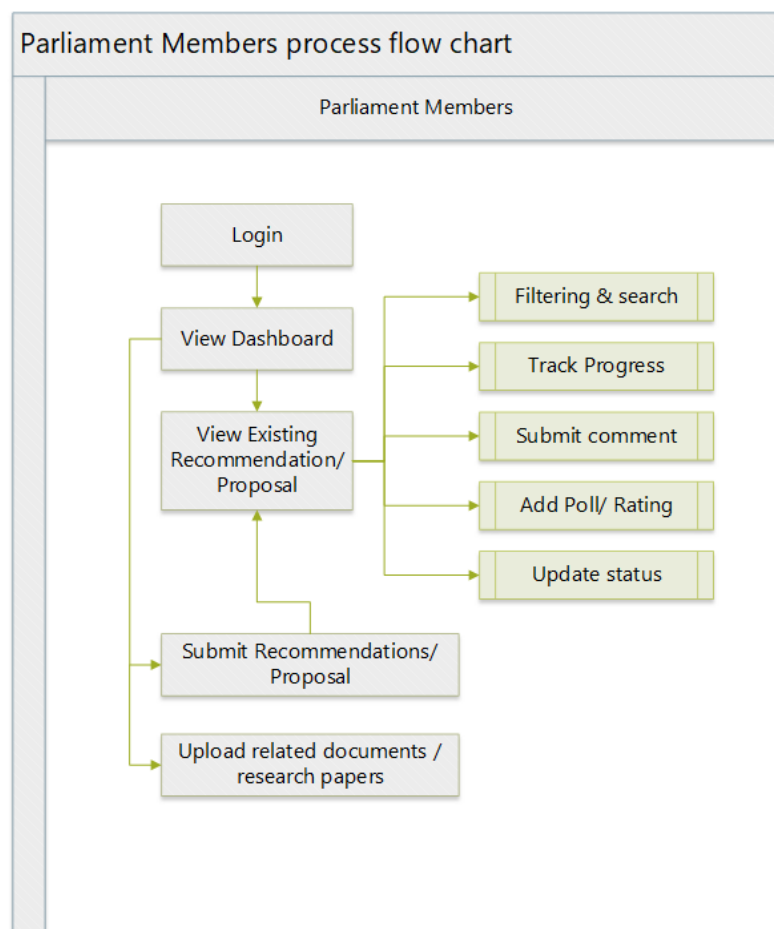 Parliament Members process flow chart
Parliament Members
Login
View Dashboard
View Existing
Recommendation/
Proposal
Filtering & search
Track Progress
Submit comment
Add Poll/ Rating
Update status
Submit Recommendations/
Proposal
Upload related documents /
research papers